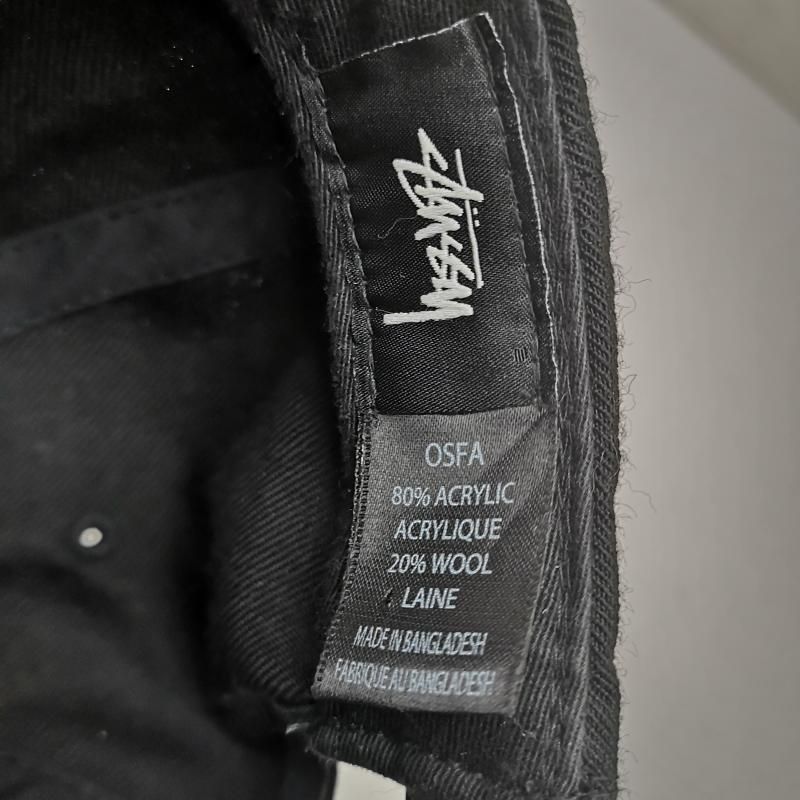 Stüssy
OSFA
80% ACRYLIC
ACRYLIQUE
20% WOOL
LAINE
MADE IN BANGLADESH
FABRIQUE AU BANGLADESH